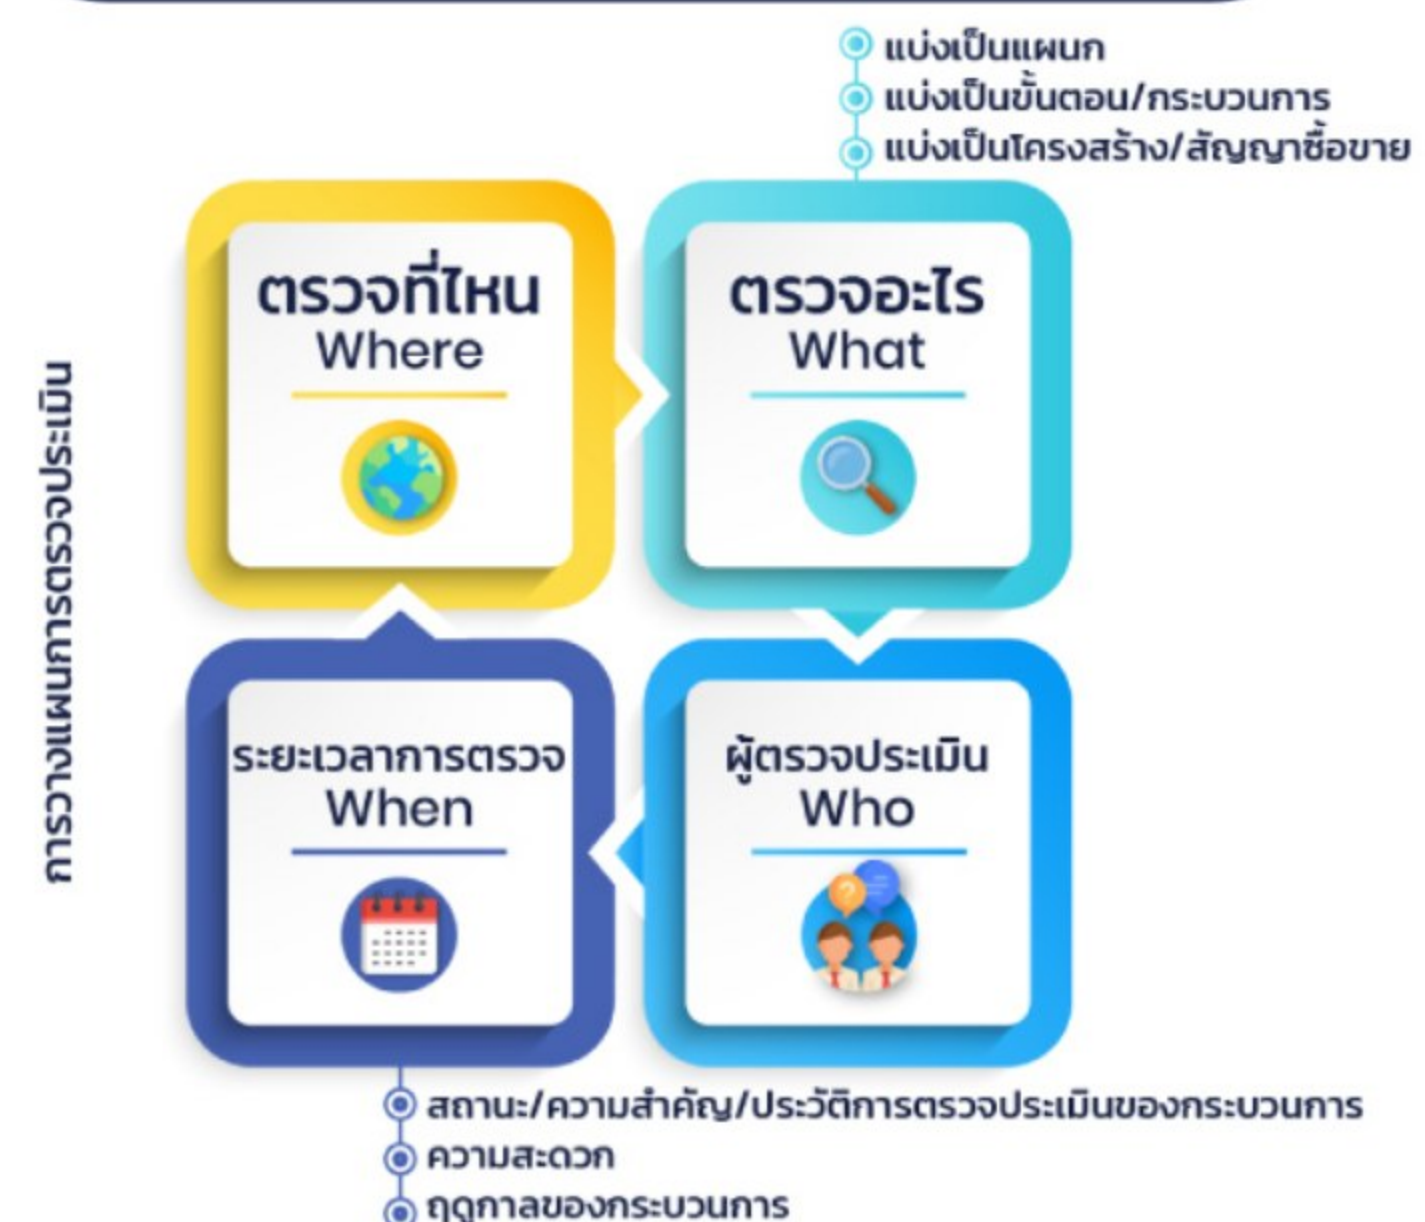 แบ่งเป็นแผนก
แบ่งเป็นขั้นตอน/กระบวนการ
แบ่งเป็นโครงสร้าง/สัญญาซื้อขาย
ตรวจที่ไหน
Where
ตรวจอะไร
What
การวางแผนการตรวจประเมิน
ระยะเวลาการตรวจ
When
ผู้ตรวจประเมิน
Who
สถานะ/ความสำคัญ/ประวัติการตรวจประเมินของกระบวนการ
ความสะดวก
ฤดูกาลของกระบวนการ